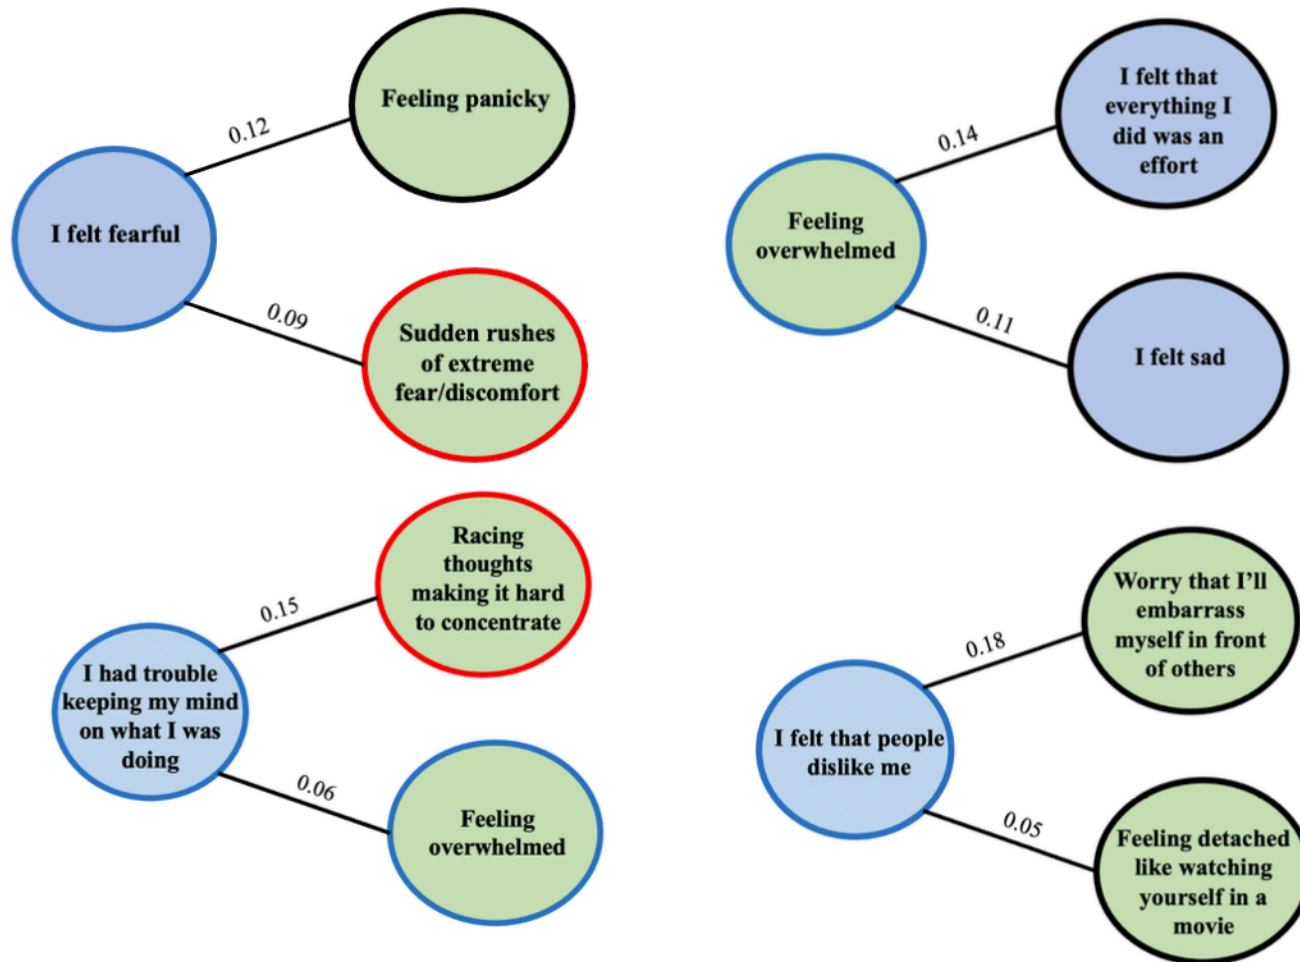 Feeling panicky
0.12
I felt fearful
0.09
Sudden rushes
of extreme
fear/discomfort
I felt that
everything I
did was an
effort
0.14
Feeling
overwhelmed
0.11
I felt sad
Racing
thoughts
making it hard
to concentrate
0.15
I had trouble
keeping my mind
on what I was
doing
0.06
Feeling
overwhelmed
Worry that I’ll
embarrass
myself in front
of others
0.18
I felt that people
dislike me
0.05
Feeling detached
like watching
yourself in a
movie